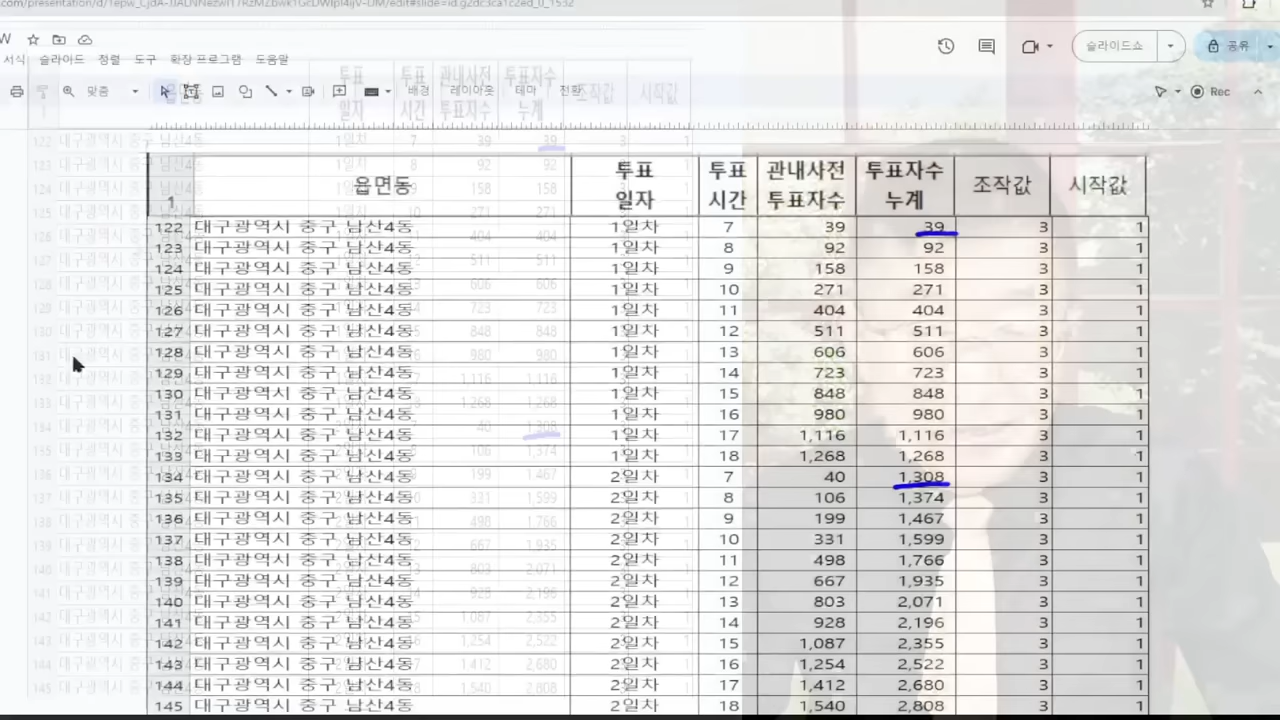 서식 슬라이드 정렬 도구 확장 프로그램 도움말
슬라이드쇼 공유
맞춤 배경 레이아웃 테마 전환 Rec
1 읍면동 투표 일자 투표 시간 관내사전 투표자수 투표자수 누계 조작값 시작값
122 대구광역시 중구 남산4동 1일차 7 39 39 3 1
123 대구광역시 중구 남산4동 1일차 8 92 92 3 1
124 대구광역시 중구 남산4동 1일차 9 158 158 3 1
125 대구광역시 중구 남산4동 1일차 10 271 271 3 1
126 대구광역시 중구 남산4동 1일차 11 404 404 3 1
127 대구광역시 중구 남산4동 1일차 12 511 511 3 1
128 대구광역시 중구 남산4동 1일차 13 606 606 3 1
129 대구광역시 중구 남산4동 1일차 14 723 723 3 1
130 대구광역시 중구 남산4동 1일차 15 848 848 3 1
131 대구광역시 중구 남산4동 1일차 16 980 980 3 1
132 대구광역시 중구 남산4동 1일차 17 1,116 1,116 3 1
133 대구광역시 중구 남산4동 1일차 18 1,268 1,268 3 1
134 대구광역시 중구 남산4동 2일차 7 40 1,308 3 1
135 대구광역시 중구 남산4동 2일차 8 106 1,374 3 1
136 대구광역시 중구 남산4동 2일차 9 199 1,467 3 1
137 대구광역시 중구 남산4동 2일차 10 331 1,599 3 1
138 대구광역시 중구 남산4동 2일차 11 498 1,766 3 1
139 대구광역시 중구 남산4동 2일차 12 667 1,935 3 1
140 대구광역시 중구 남산4동 2일차 13 803 2,071 3 1
141 대구광역시 중구 남산4동 2일차 14 928 2,196 3 1
142 대구광역시 중구 남산4동 2일차 15 1,087 2,355 3 1
143 대구광역시 중구 남산4동 2일차 16 1,254 2,522 3 1
144 대구광역시 중구 남산4동 2일차 17 1,412 2,680 3 1
145 대구광역시 중구 남산4동 2일차 18 1,540 2,808 3 1